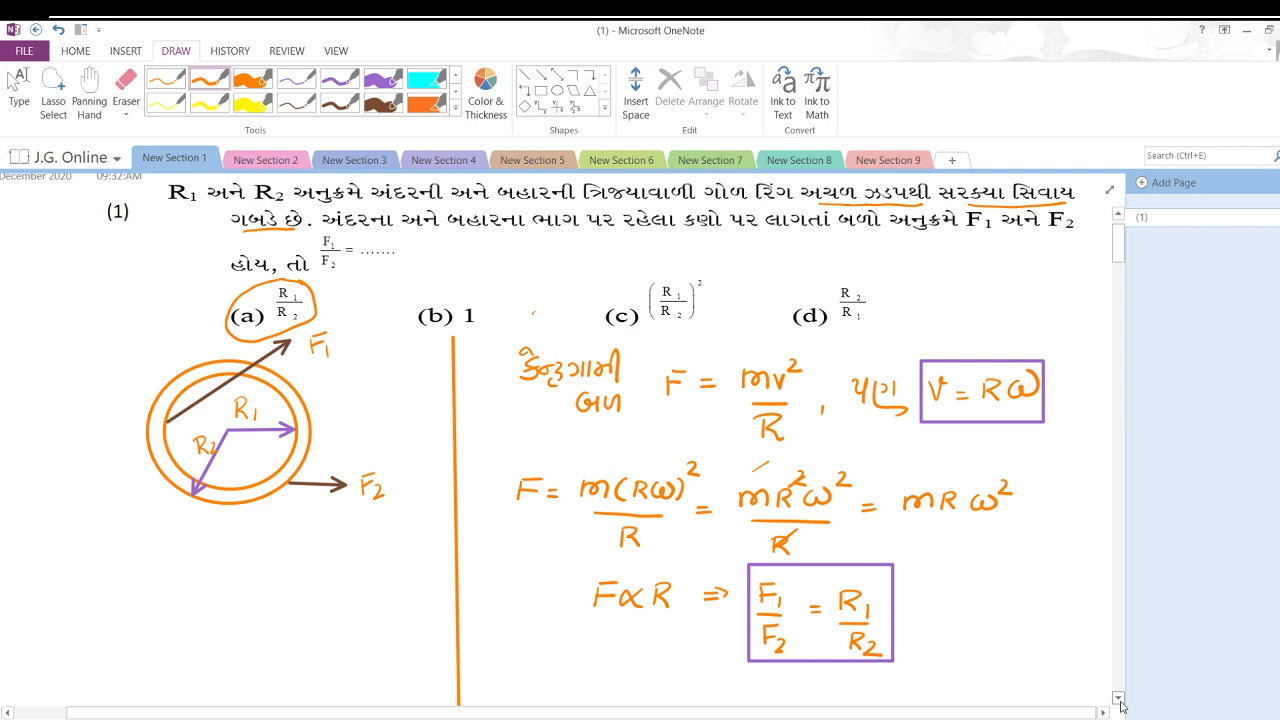 (1) - Microsoft OneNote
FILE HOME INSERT DRAW HISTORY REVIEW VIEW
Type Lasso Select Panning Hand Eraser Color & Thickness Insert Space Delete Arrange Rotate Ink to Text Ink to Math
Tools Shapes Edit Convert
J.G. Online New Section 1 New Section 2 New Section 3 New Section 4 New Section 5 New Section 6 New Section 7 New Section 8 New Section 9 Search (Ctrl+E)
December 2020 09:32AM
Add Page
(1)
(1) R₁ અને R₂ અનુક્રમે અંદરની અને બહારની ત્રિજ્યાવાળી ગોળ રિંગ અચળ ઝડપથી સરક્યા સિવાય
ગબડે છે. અંદરના અને બહારના ભાગ પર રહેલા કણો પર લાગતાં બળો અનુક્રમે F₁ અને F₂
હોય, તો F₁/F₂ = .......
(a) R₁/R₂ (b) 1 (c) (R₁/R₂)² (d) R₂/R₁
F₁
R₁
R₂
F₂
કેન્દ્રગામી બળ F = mv²/R , પણ V = Rω
F = m(Rω)²/R = mR²ω²/R = mRω²
F∝R ⇒ F₁/F₂ = R₁/R₂